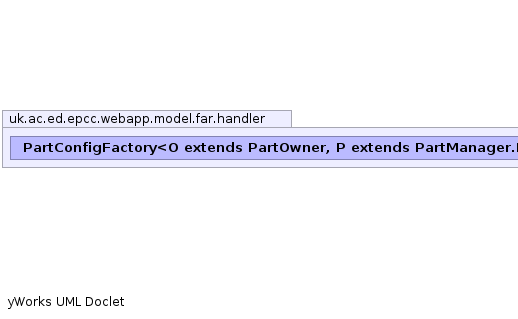 uk.ac.ed.epcc.webapp.model.far.handler
PartConfigFactory<O extends PartOwner, P extends PartManager.
yWorks UML Doclet